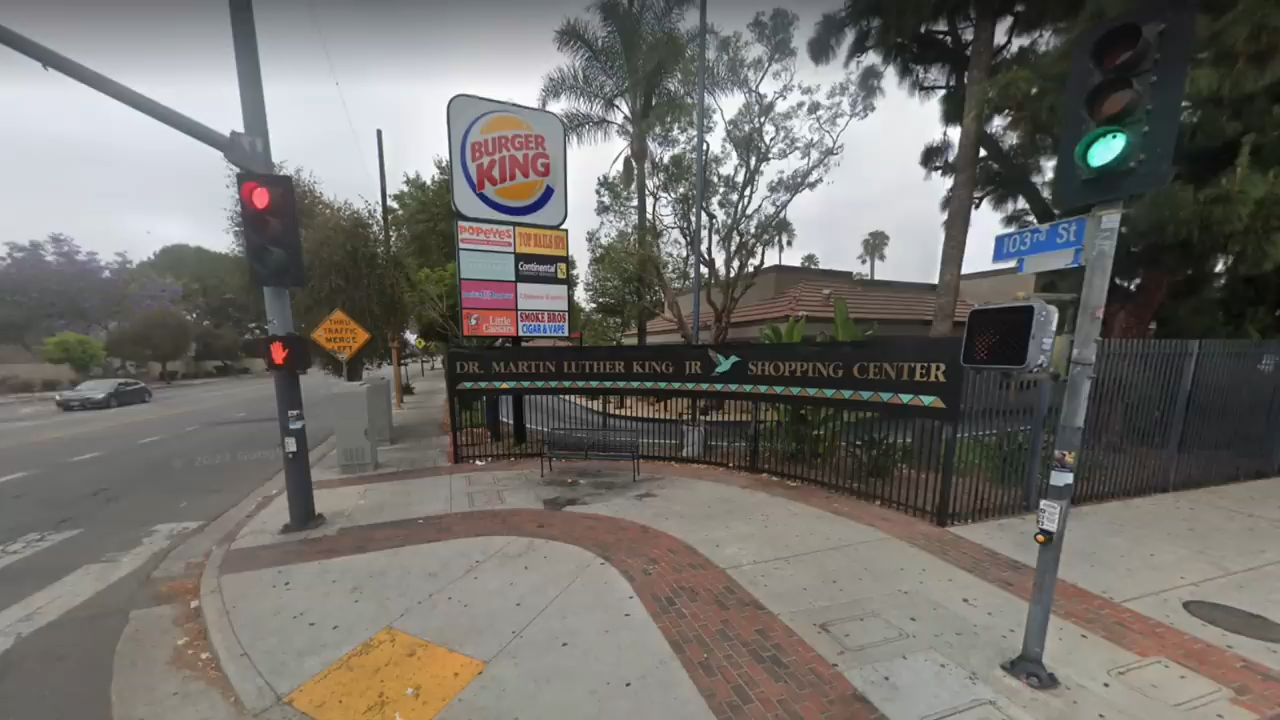 BURGER
KING
POPEYES
TOP NAILS SPA
Continental
Little
Caesars
SMOKE BROS
CIGAR & VAPE
THRU
TRAFFIC
MERGE
LEFT
103rd St
DR. MARTIN LUTHER KING JR SHOPPING CENTER